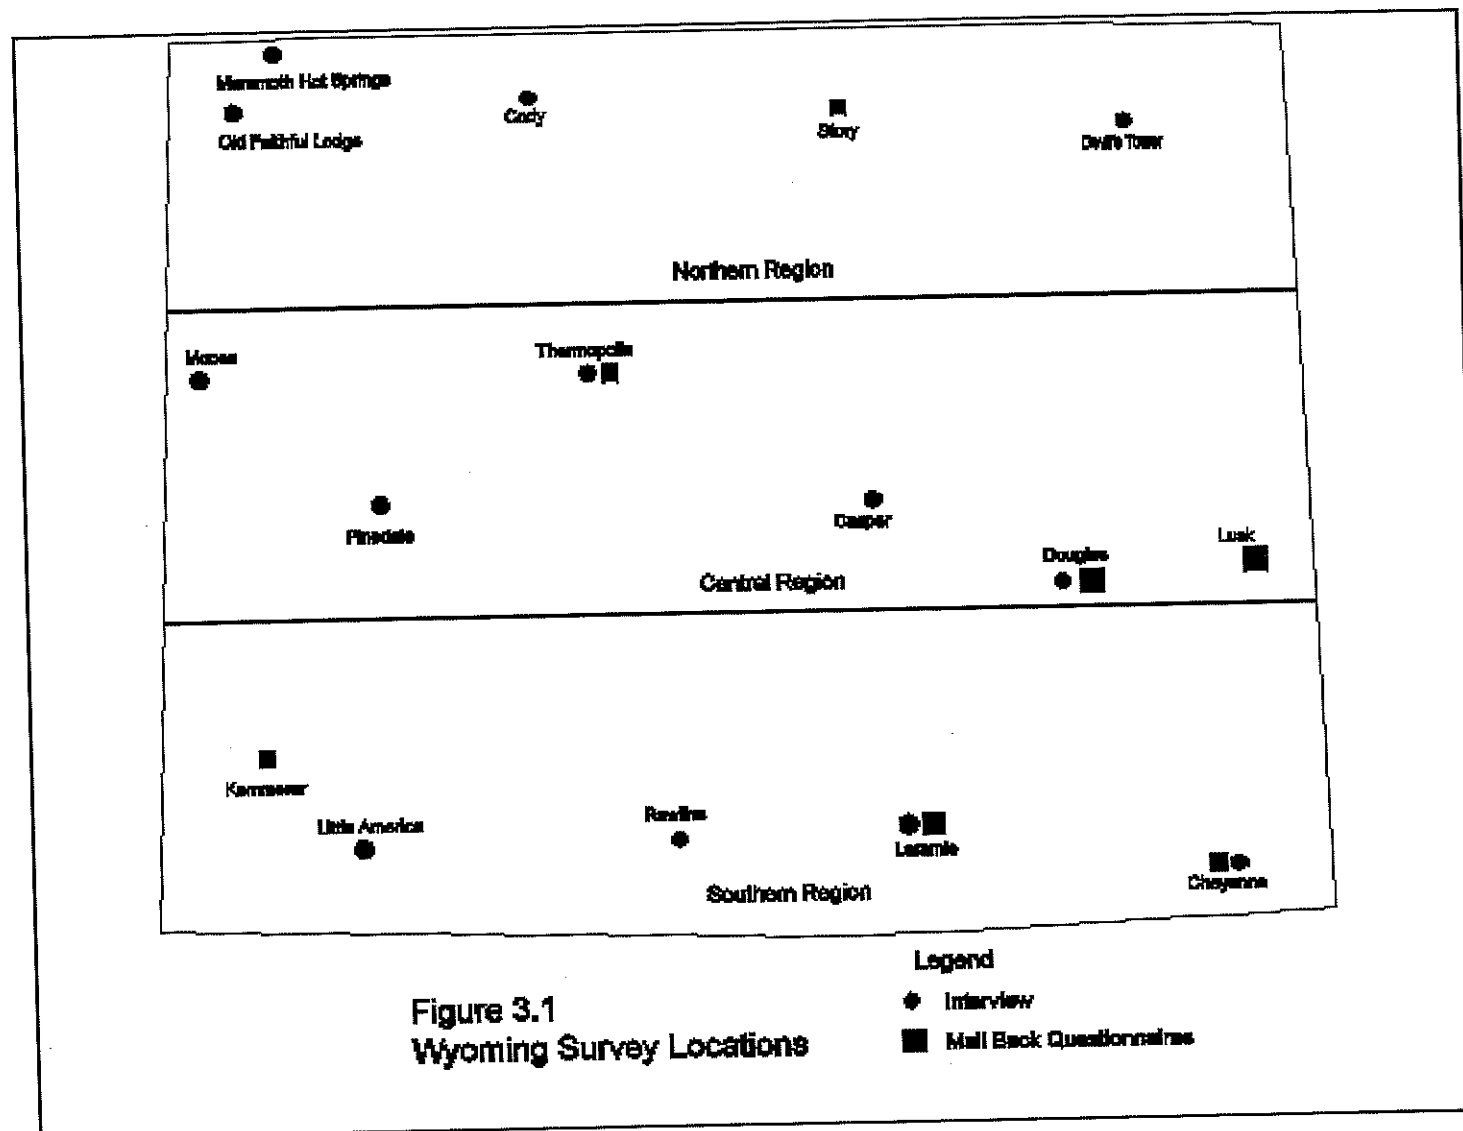 Mammoth Hot Springs
Old Faithful Lodge
Cody
Story
Devil's Tower
Northern Region
Moose
Thermopolis
Pinedale
Casper
Douglas
Lusk
Central Region
Kemmerer
Little America
Rawlins
Laramie
Cheyenne
Southern Region
Legend
Interview
Mail Back Questionnaires
Figure 3.1
Wyoming Survey Locations